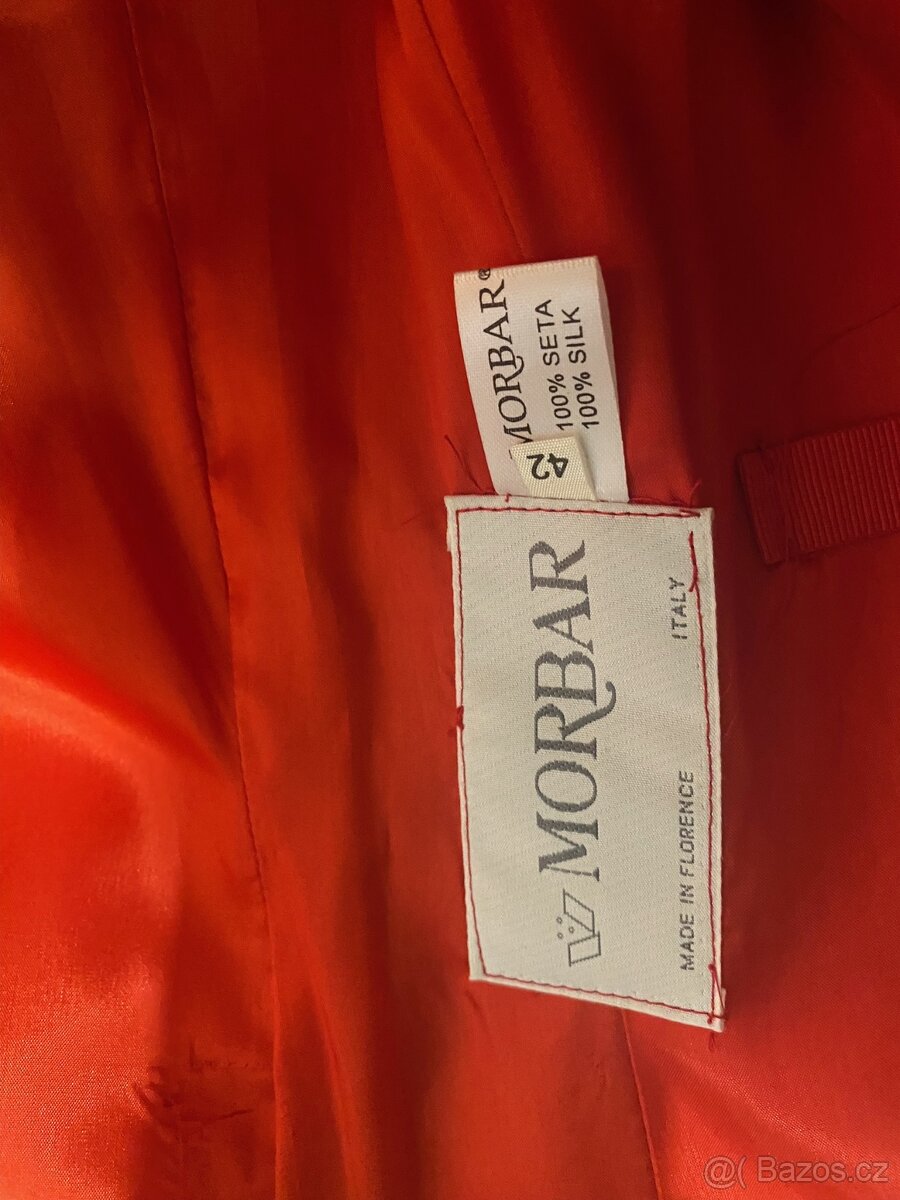 MORBAR®
100% SETA
100% SILK
42
MORBAR
MADE IN FLORENCE ITALY
@( Bazos.cz